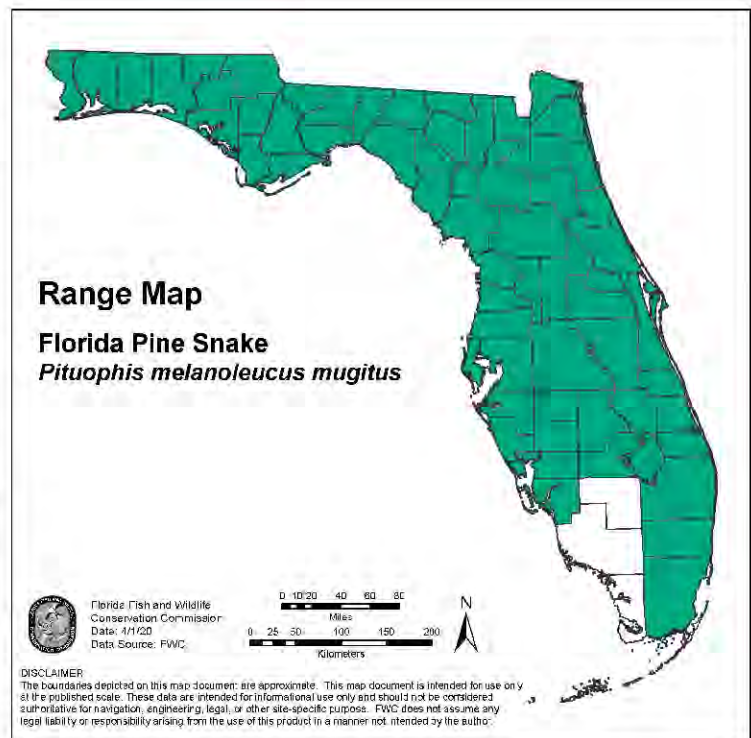 Range Map
Florida Pine Snake
Pituophis melanoleucus mugitus
Florida Fish and Wildlife
Conservation Commission
Date: 4/1/20
Data Source: FWC
0 10 20 40 60 80
Miles
0 25 50 100 150 200
Kilometers
N
DISCLAIMER
The boundaries depicted on this map document are approximate. This map document is intended for use only
at the published scale. These data are intended for informational use only and should not be considered
authoritative for navigation, engineering, legal, or other site-specific purpose. FWC does not assume any
legal liability or responsibility arising from the use of this product in a manner not intended by the author.